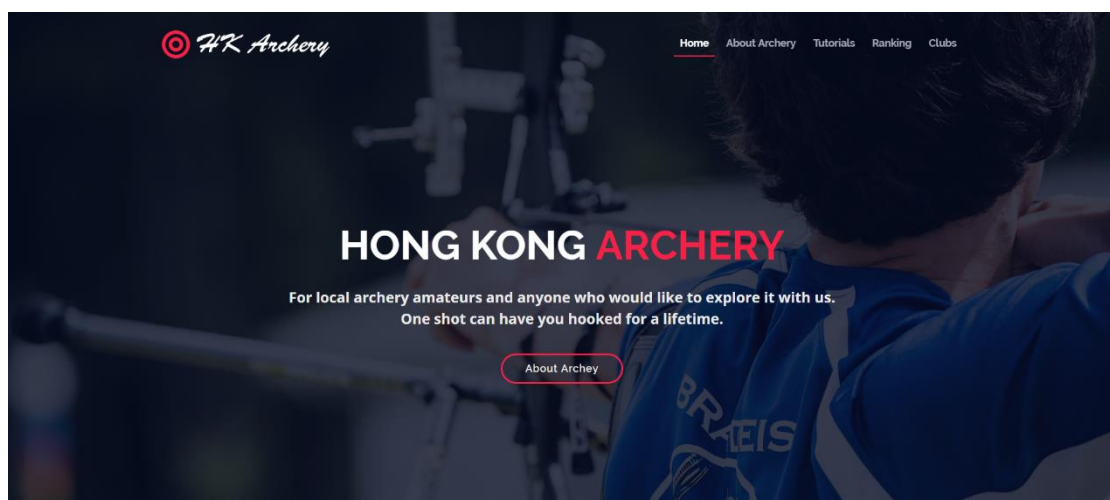 HK Archery
Home About Archery Tutorials Ranking Clubs
HONG KONG ARCHERY
For local archery amateurs and anyone who would like to explore it with us.
One shot can have you hooked for a lifetime.
About Archey